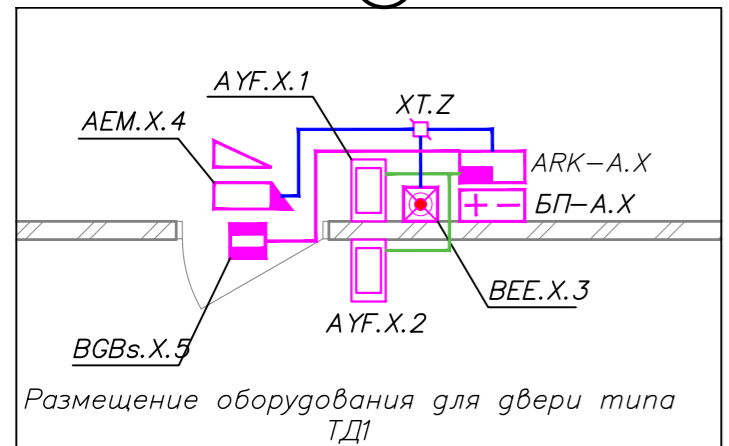 AYF.X.1
XT.Z
AEM.X.4
ARK-A.X
+ -
БП-A.X
BEE.X.3
AYF.X.2
BGBs.X.5
Размещение оборудования для двери типа
ТД1